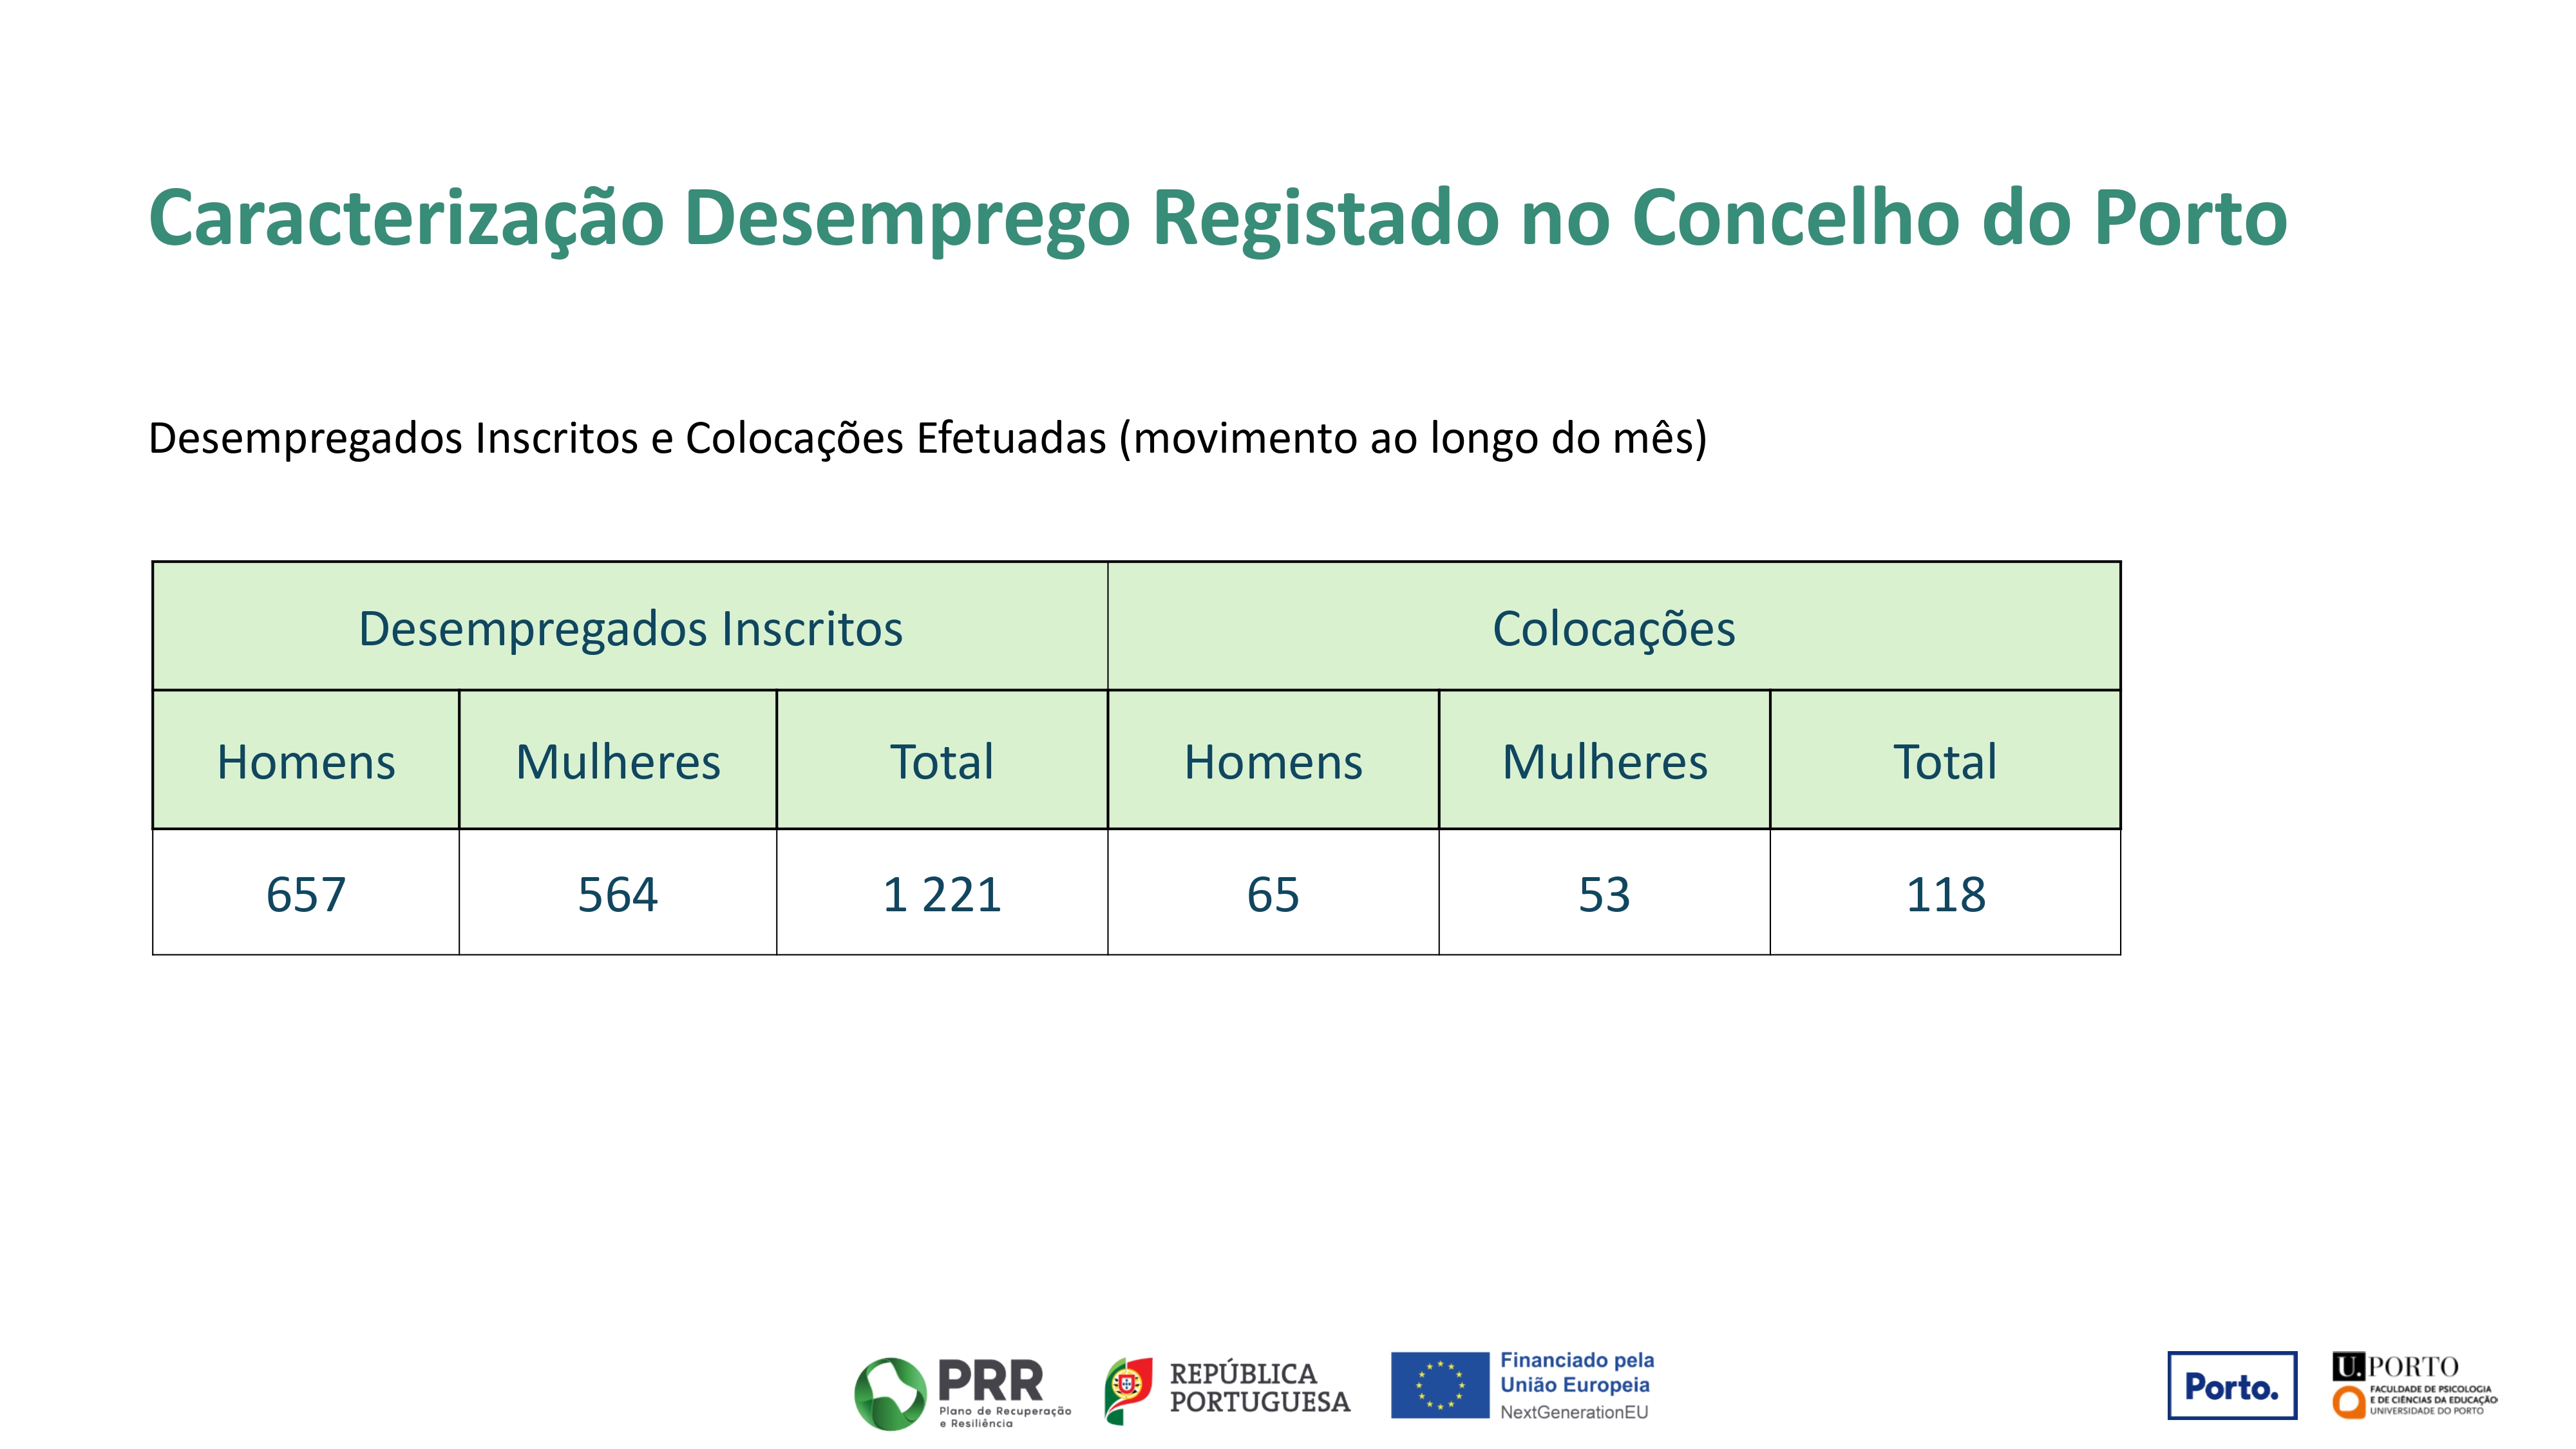 Caracterização Desemprego Registado no Concelho do Porto
Desempregados Inscritos e Colocações Efetuadas (movimento ao longo do mês)
Desempregados Inscritos Colocações
Homens Mulheres Total Homens Mulheres Total
657 564 1 221 65 53 118
PRR
Plano de Recuperação
e Resiliência
REPÚBLICA
PORTUGUESA
Financiado pela
União Europeia
NextGenerationEU
Porto.
U.PORTO
FACULDADE DE PSICOLOGIA
E DE CIÊNCIAS DA EDUCAÇÃO
UNIVERSIDADE DO PORTO